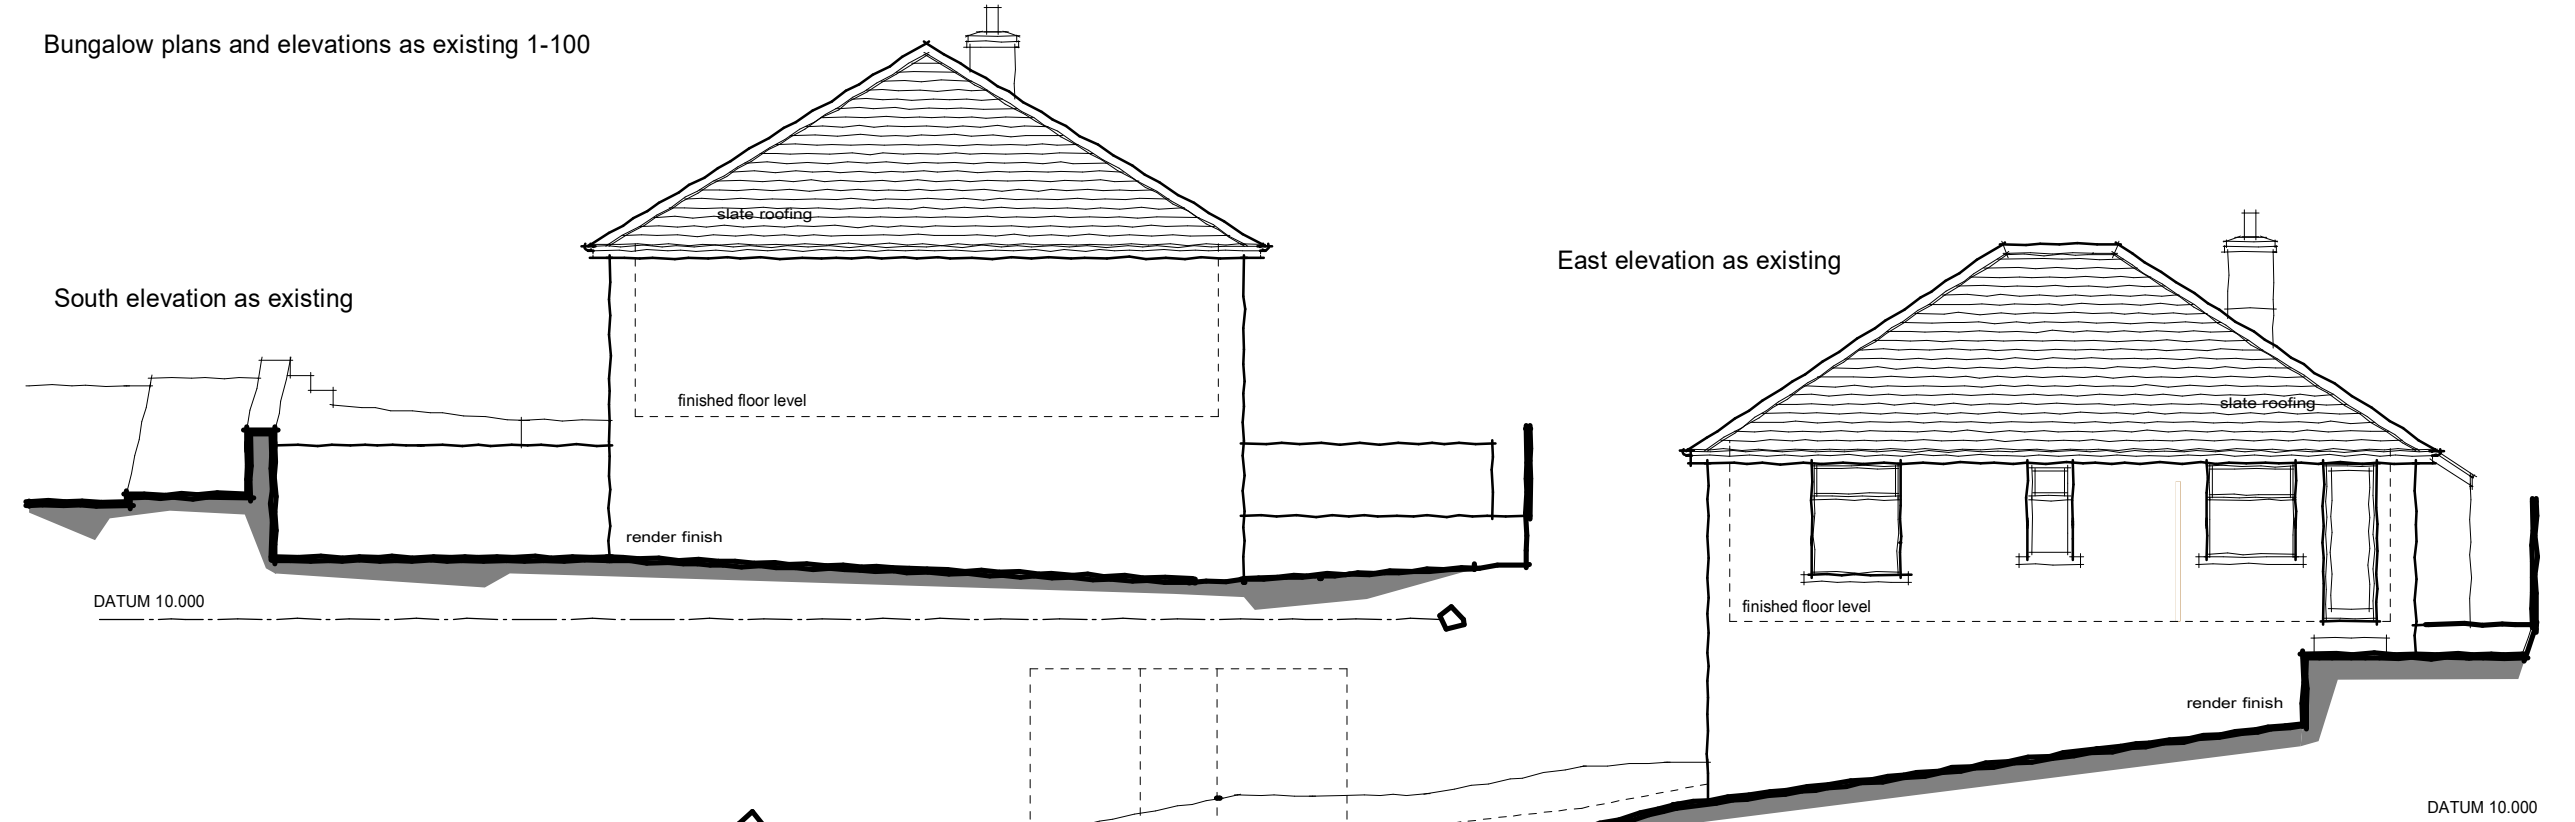 Bungalow plans and elevations as existing 1-100
slate roofing
East elevation as existing
South elevation as existing
finished floor level
slate roofing
render finish
DATUM 10.000
finished floor level
render finish
DATUM 10.000